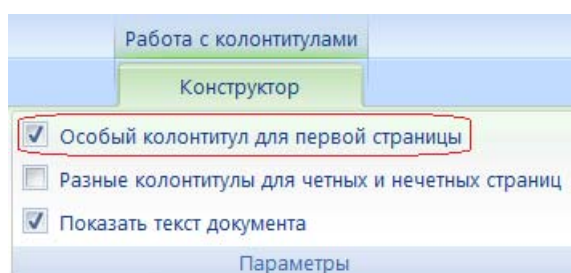 Работа с колонтитулами
Конструктор
Особый колонтитул для первой страницы
Разные колонтитулы для четных и нечетных страниц
Показать текст документа
Параметры